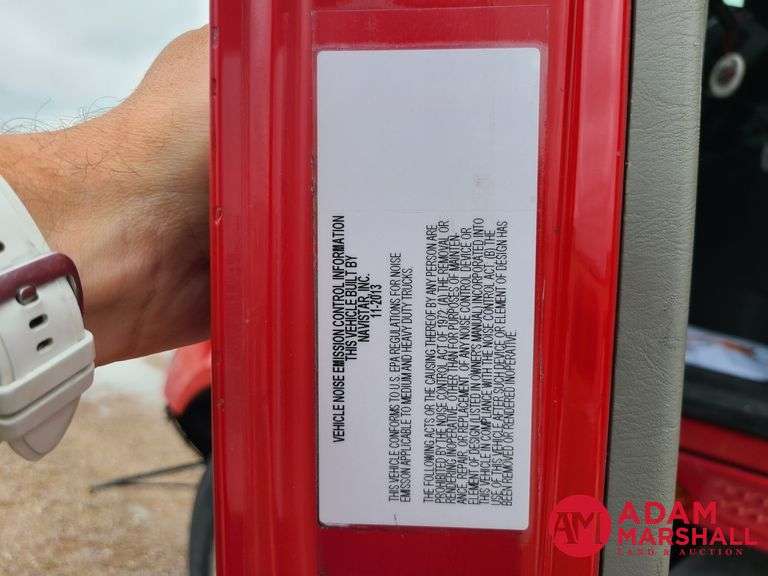 VEHICLE NOISE EMISSION CONTROL INFORMATION
THIS VEHICLE BUILT BY
NAVISTAR, INC.
11-2013
THIS VEHICLE CONFORMS TO U.S. EPA REGULATIONS FOR NOISE
EMISSION APPLICABLE TO MEDIUM AND HEAVY DUTY TRUCKS.
THE FOLLOWING ACTS OR THE CAUSING THEREOF BY ANY PERSON ARE
PROHIBITED BY THE NOISE CONTROL ACT OF 1972. (A) THE REMOVAL OR
RENDERING INOPERATIVE, OTHER THAN FOR PURPOSES OF MAINTEN-
ANCE, REPAIR, OR REPLACEMENT, OF ANY NOISE CONTROL DEVICE OR
ELEMENT OF DESIGN (LISTED IN OWNER'S MANUAL) INCORPORATED INTO
THIS VEHICLE IN COMPLIANCE WITH THE NOISE CONTROL ACT. (B) THE
USE OF THIS VEHICLE AFTER SUCH DEVICE OR ELEMENT OF DESIGN HAS
BEEN REMOVED OR RENDERED INOPERATIVE
AM ADAM
MARSHALL
LAND & AUCTION